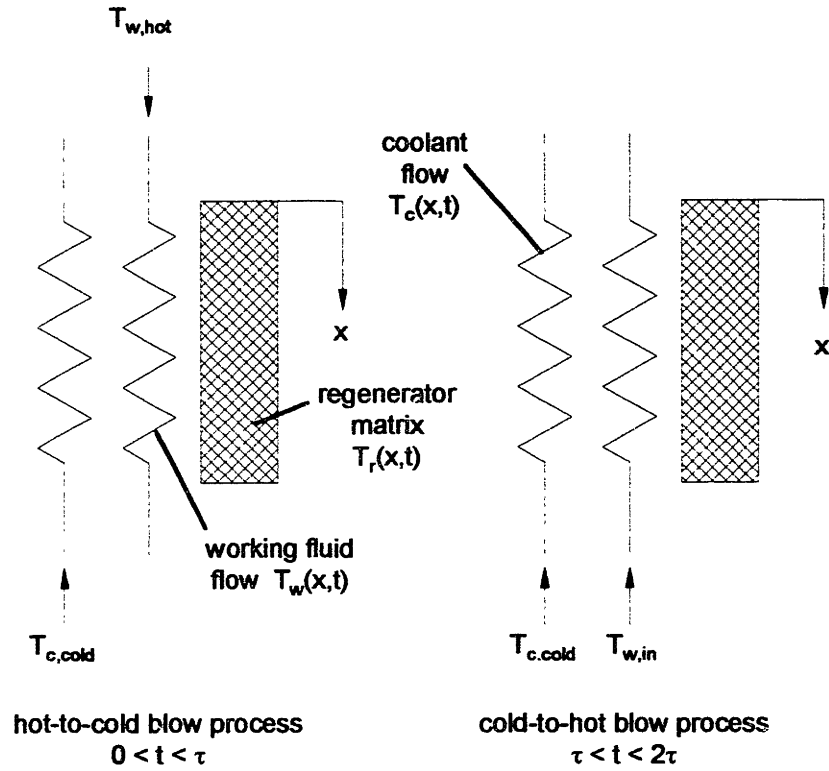 T_w,hot
coolant
flow
T_c(x,t)
x
x
regenerator
matrix
T_r(x,t)
working fluid
flow T_w(x,t)
T_c,cold
T_c.cold
T_w,in
hot-to-cold blow process
0 < t < τ
cold-to-hot blow process
τ < t < 2τ